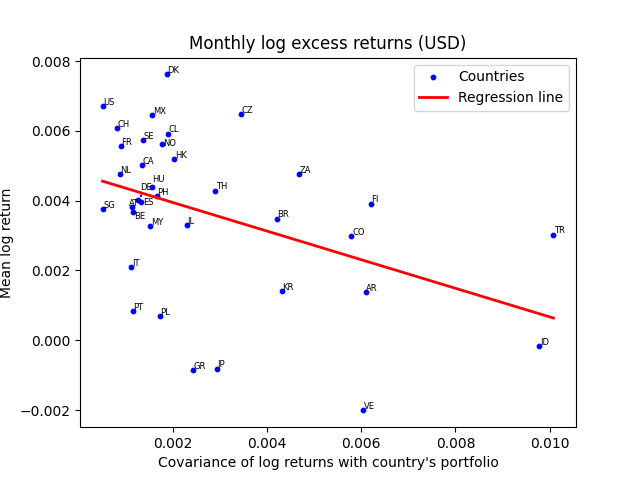 Monthly log excess returns (USD)
Countries
Regression line
Mean log return
0.008
0.006
0.004
0.002
0.000
−0.002
DK
US
MX
CZ
CH
CL
SE
NO
FR
HK
CA
NL
ZA
HU
DE
PH
TH
ES
AT
SG
BE
FI
BR
MY
IL
CO
TR
IT
KR
AR
PT
PL
ID
GR
JP
VE
0.002
0.004
0.006
0.008
0.010
Covariance of log returns with country's portfolio